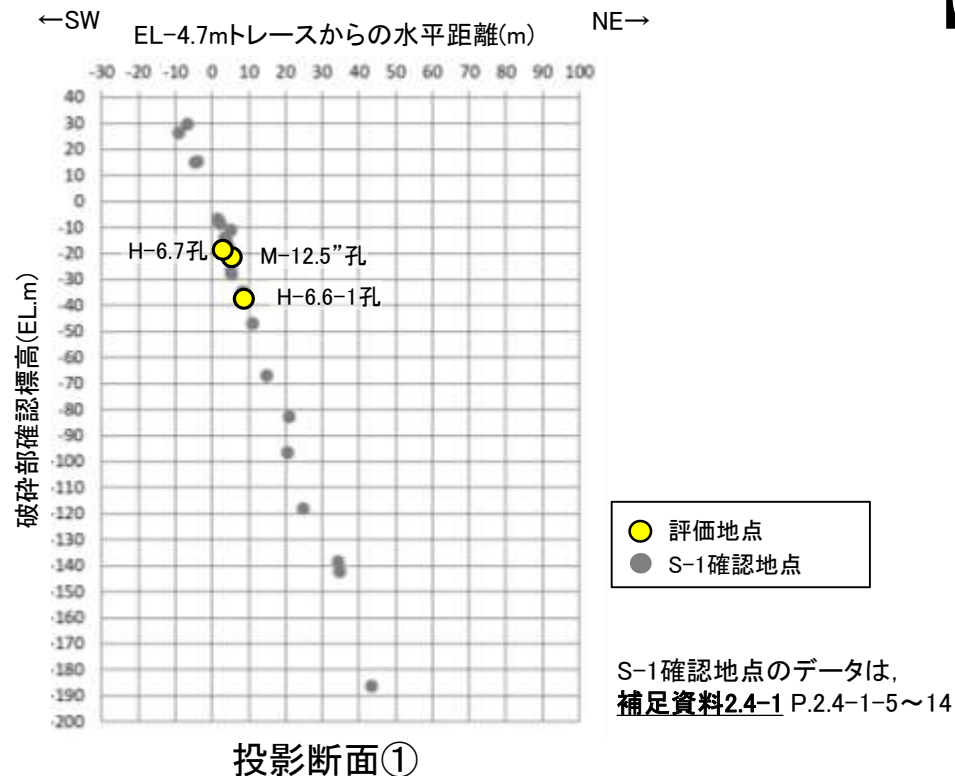 ←SW
NE→
EL-4.7mトレースからの水平距離(m)
-30 -20 -10 0 10 20 30 40 50 60 70 80 90 100
40
30
20
10
0
-10
-20
-30
-40
-50
-60
-70
-80
-90
-100
-110
-120
-130
-140
-150
-160
-170
-180
-190
-200
破砕部確認標高(EL.m)
H-6.7孔
M-12.5”孔
H-6.6-1孔
評価地点
S-1確認地点
S-1確認地点のデータは,
補足資料2.4-1 P.2.4-1-5~14
投影断面①